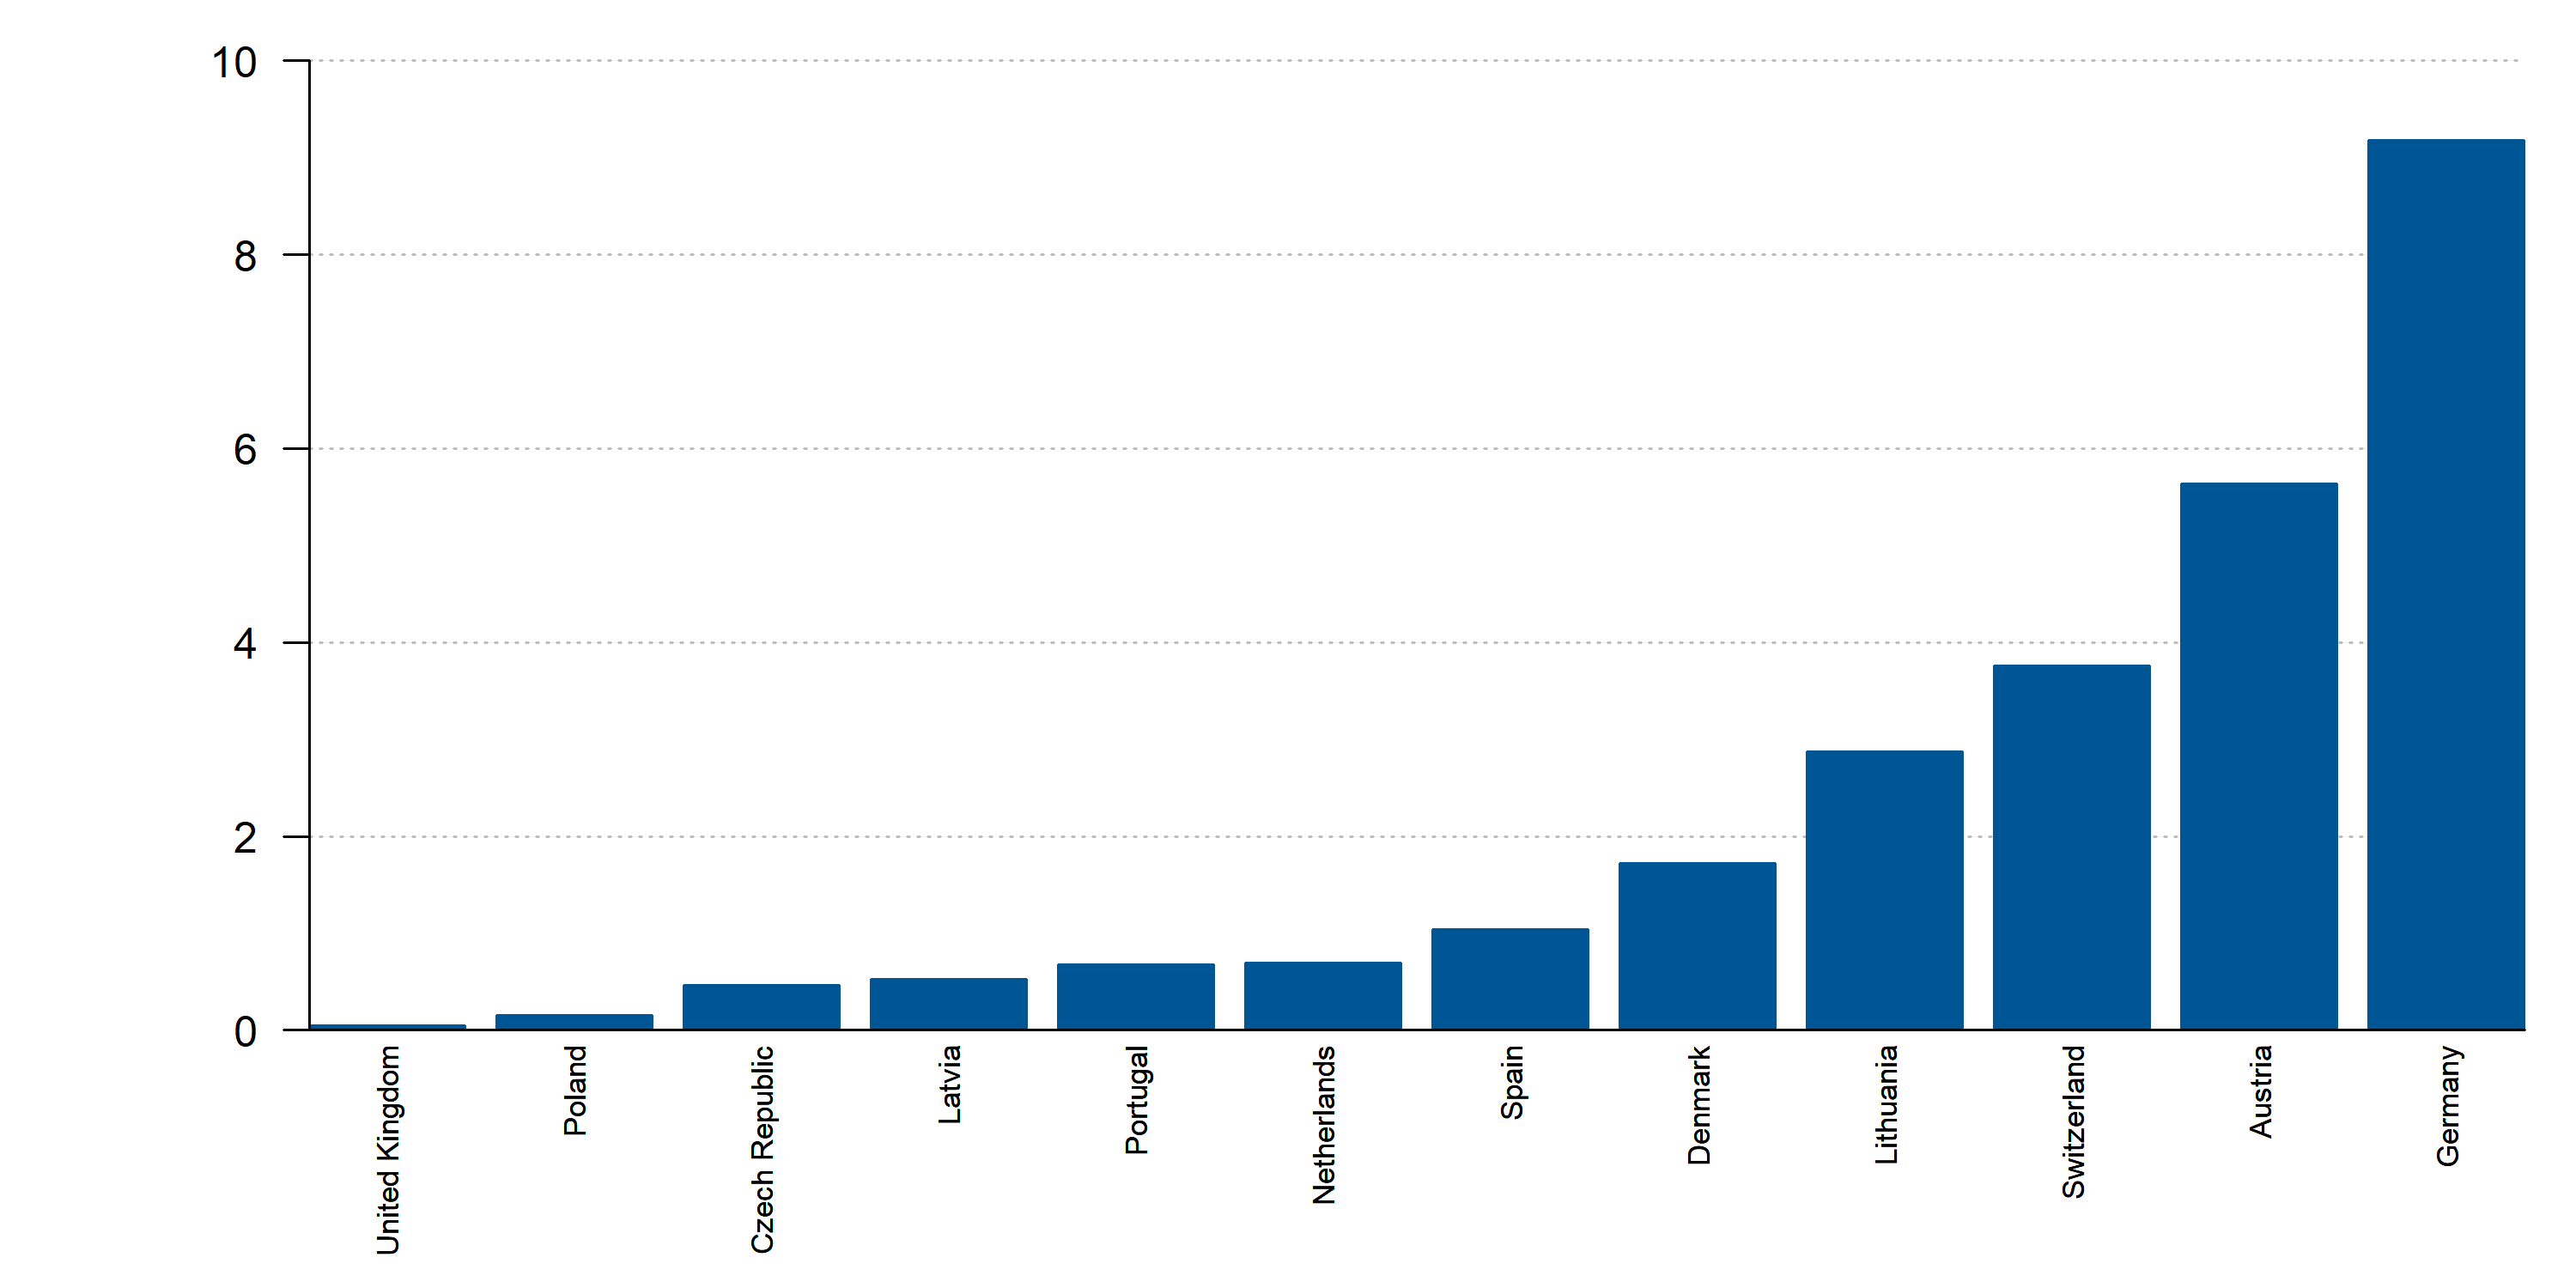 10
8
6
4
2
0
United Kingdom
Poland
Czech Republic
Latvia
Portugal
Netherlands
Spain
Denmark
Lithuania
Switzerland
Austria
Germany